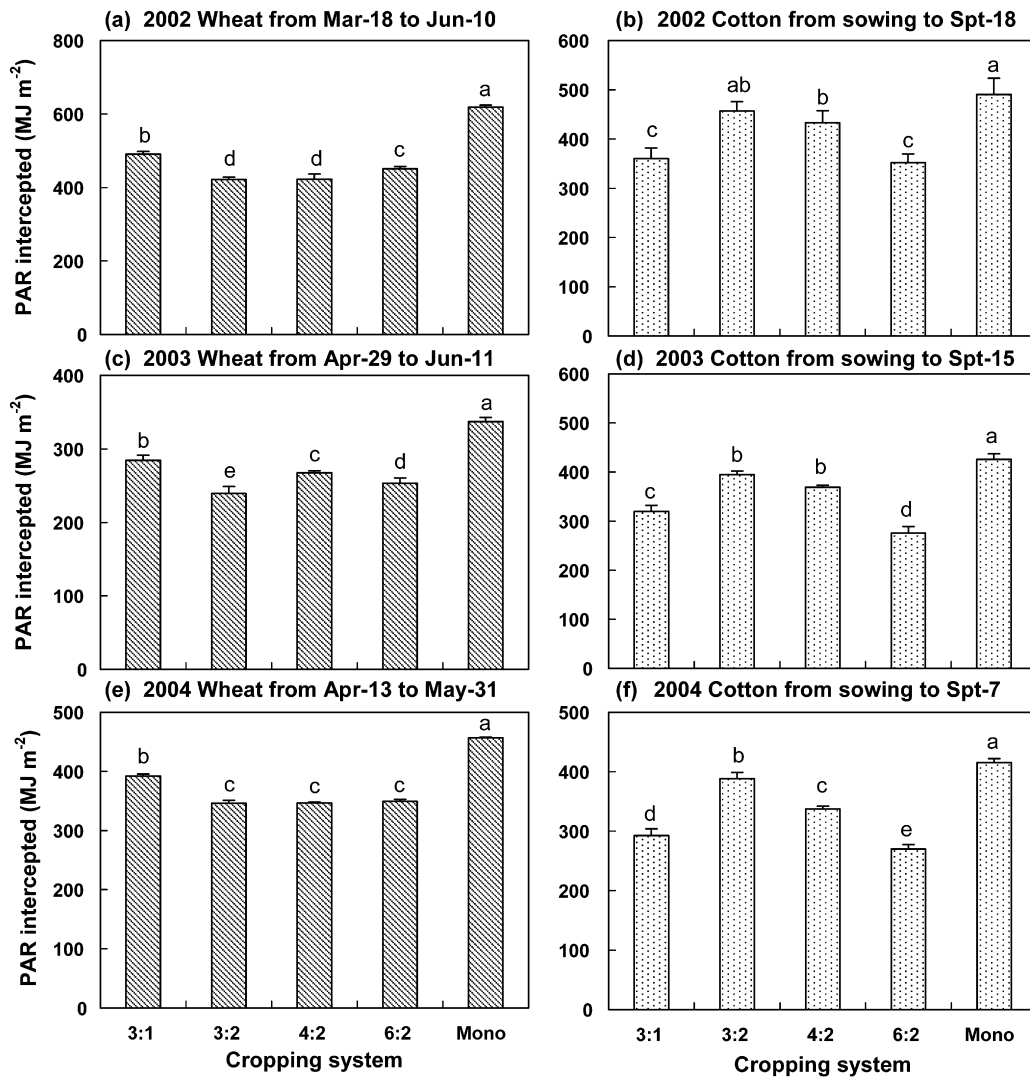 (a) 2002 Wheat from Mar-18 to Jun-10
PAR intercepted (MJ m-2)
800
600
400
200
0
b
d
d
c
a
(b) 2002 Cotton from sowing to Spt-18
600
500
400
300
200
100
0
c
ab
b
c
a
(c) 2003 Wheat from Apr-29 to Jun-11
PAR intercepted (MJ m-2)
400
300
200
100
0
b
e
c
d
a
(d) 2003 Cotton from sowing to Spt-15
600
500
400
300
200
100
0
c
b
b
d
a
(e) 2004 Wheat from Apr-13 to May-31
PAR intercepted (MJ m-2)
500
400
300
200
100
0
b
c
c
c
a
3:1 3:2 4:2 6:2 Mono
Cropping system
(f) 2004 Cotton from sowing to Spt-7
500
400
300
200
100
0
d
b
c
e
a
3:1 3:2 4:2 6:2 Mono
Cropping system